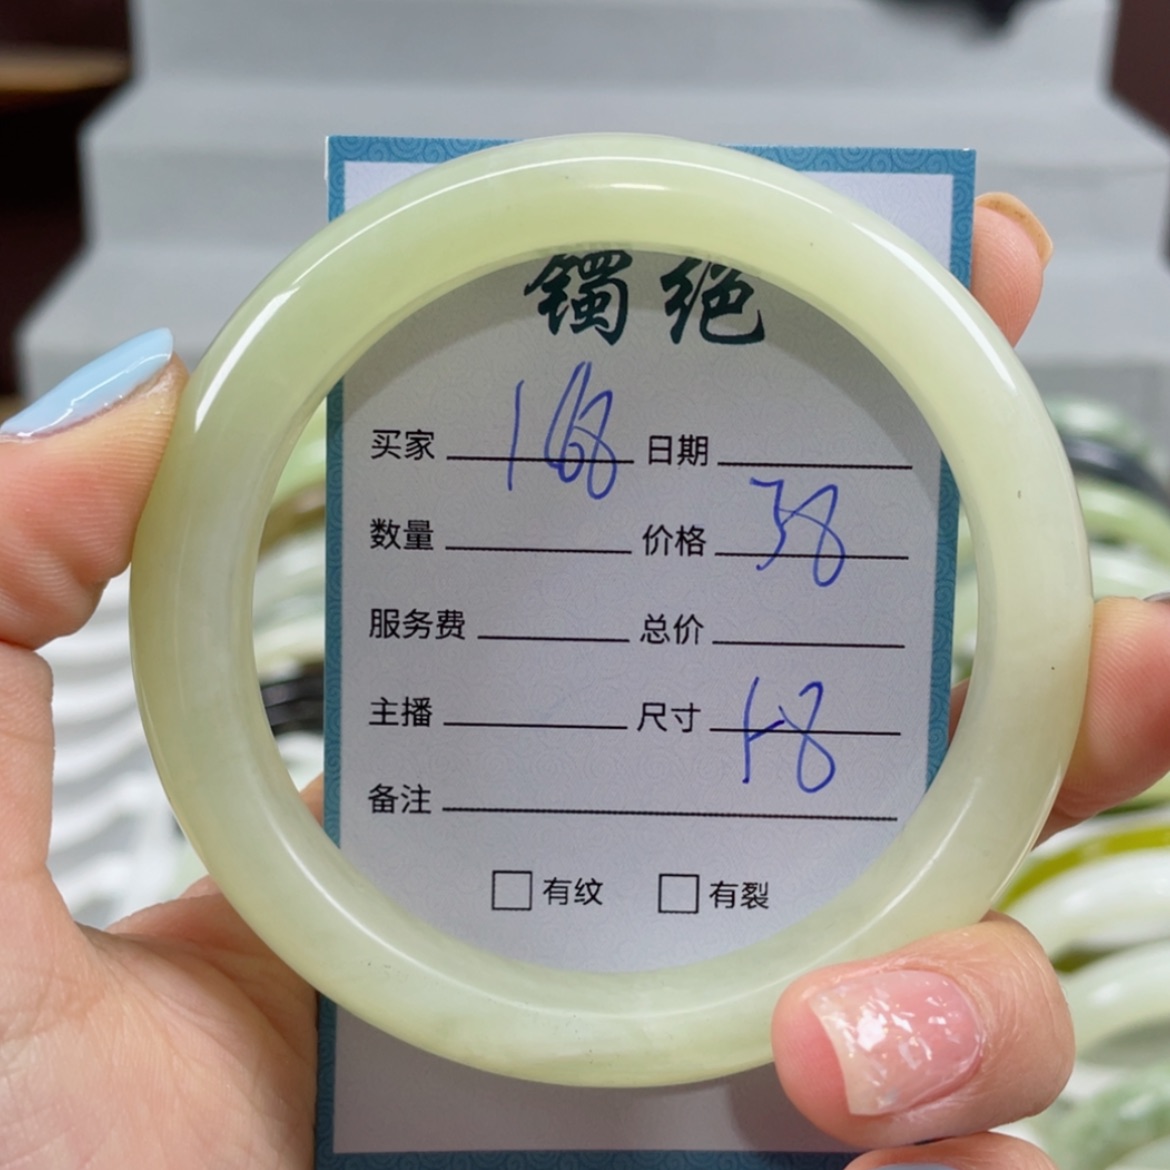 镯绝
买家 168 日期
数量 价格 38
服务费 总价
主播 尺寸 58
备注
有纹 有裂